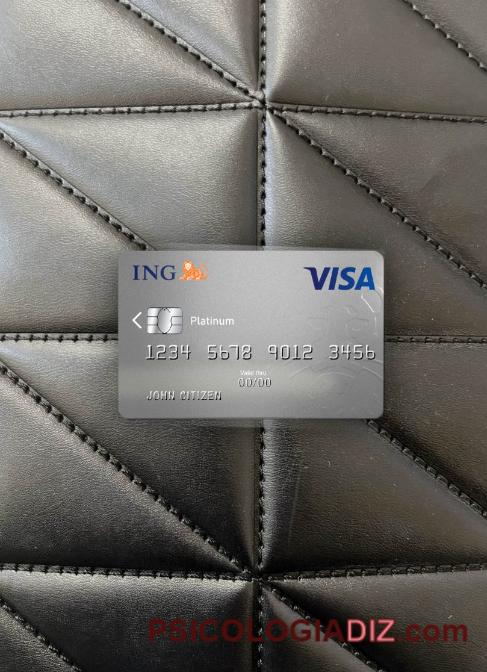 ING
VISA
Platinum
1234 5678 9012 3456
Valid thru
00/00
JOHN CITIZEN
PSICOLOGIADIZ.com